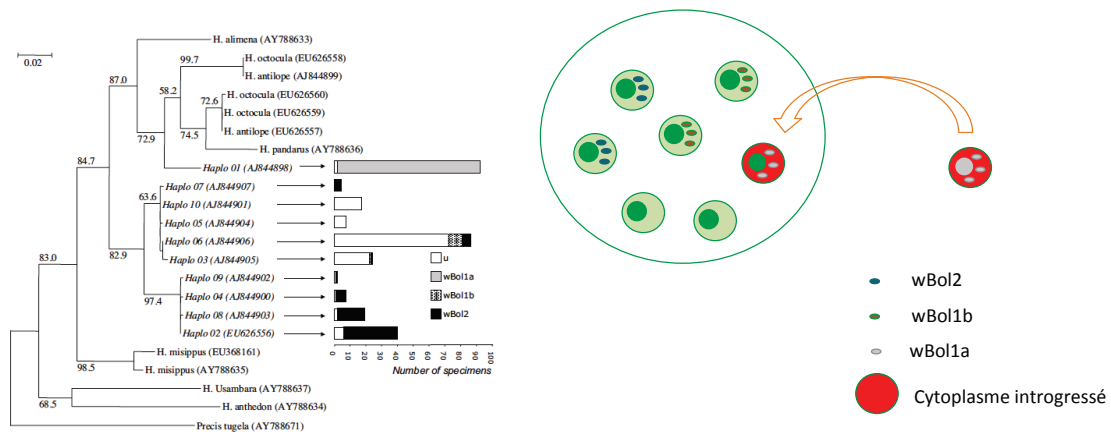 0.02
H. alimena (AY788633)
99.7
H. octocula (EU626558)
87.0
H. antilope (AJ844899)
58.2
H. octocula (EU626560)
72.6
H. octocula (EU626559)
74.5
H. antilope (EU626557)
72.9
H. pandarus (AY788636)
84.7
Haplo 01 (AJ844898)
Haplo 07 (AJ844907)
63.6
Haplo 10 (AJ844901)
Haplo 05 (AJ844904)
Haplo 06 (AJ844906)
82.9
Haplo 03 (AJ844905)
83.0
Haplo 09 (AJ844902)
97.4
Haplo 04 (AJ844900)
Haplo 08 (AJ844903)
Haplo 02 (EU626556)
H. misippus (EU368161)
98.5
H. misippus (AY788635)
H. Usambara (AY788637)
68.5
H. anthedon (AY788634)
Precis tugela (AY788671)
u
wBol1a
wBol1b
wBol2
0 10 20 30 40 50 60 70 80 90 100
Number of specimens
wBol2
wBol1b
wBol1a
Cytoplasme introgressé